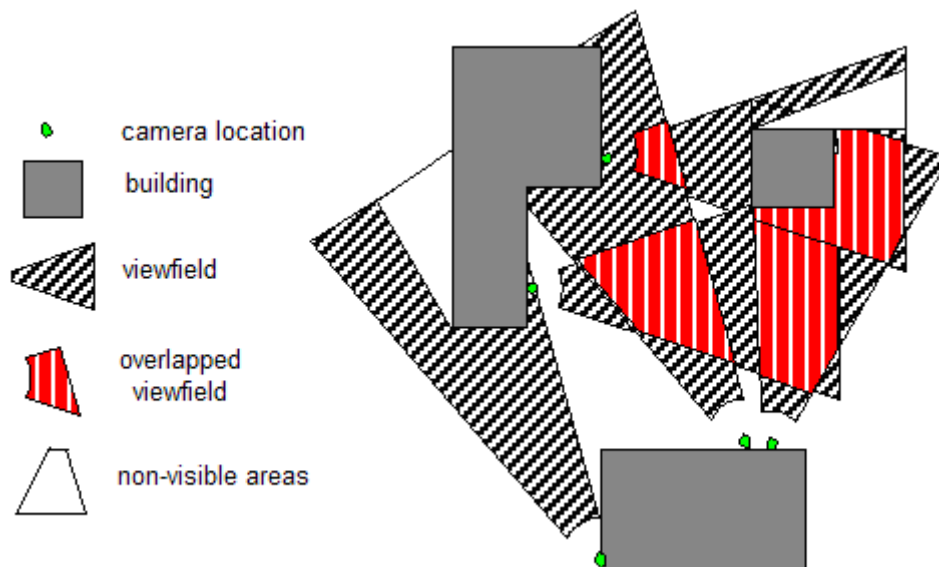 camera location
building
viewfield
overlapped
viewfield
non-visible areas